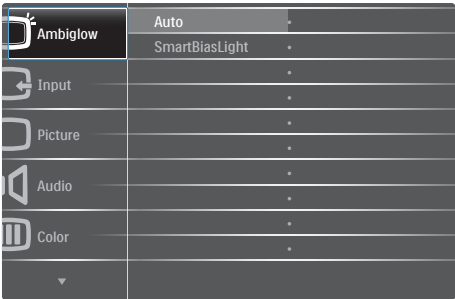 Ambiglow
Auto
SmartBiasLight
Input
Picture
Audio
Color